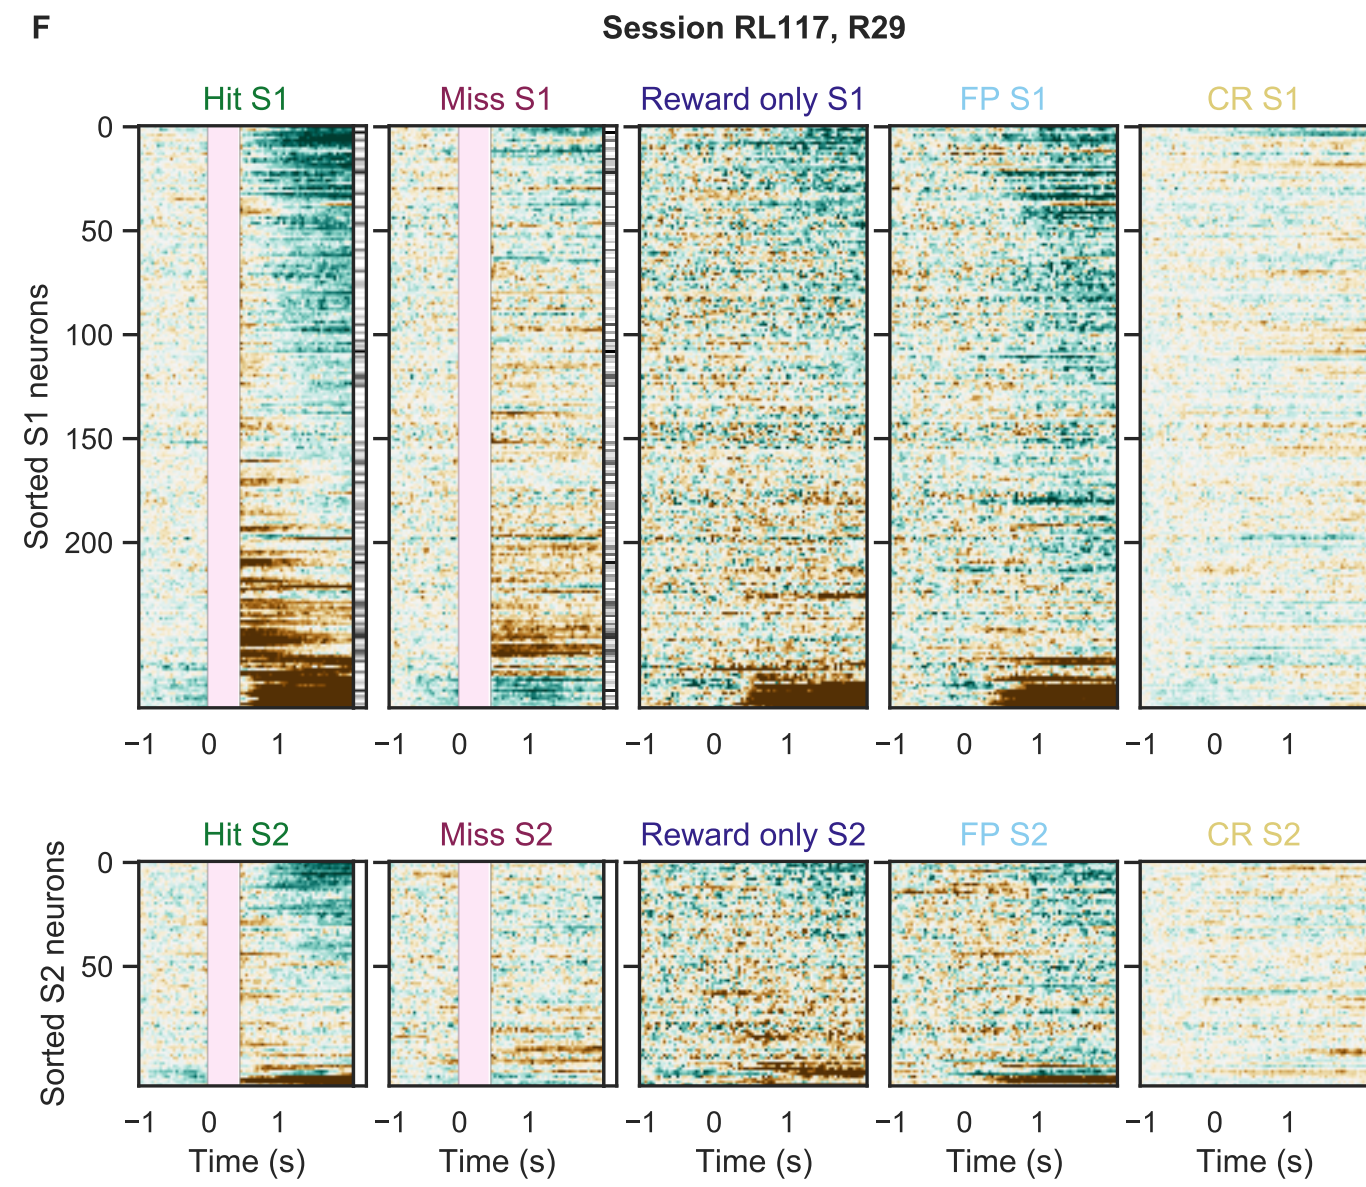 F
Session RL117, R29
Hit S1
Miss S1
Reward only S1
FP S1
CR S1
Sorted S1 neurons
0
50
100
150
200
−1 0 1
−1 0 1
−1 0 1
−1 0 1
−1 0 1
Hit S2
Miss S2
Reward only S2
FP S2
CR S2
Sorted S2 neurons
0
50
−1 0 1
−1 0 1
−1 0 1
−1 0 1
−1 0 1
Time (s)
Time (s)
Time (s)
Time (s)
Time (s)